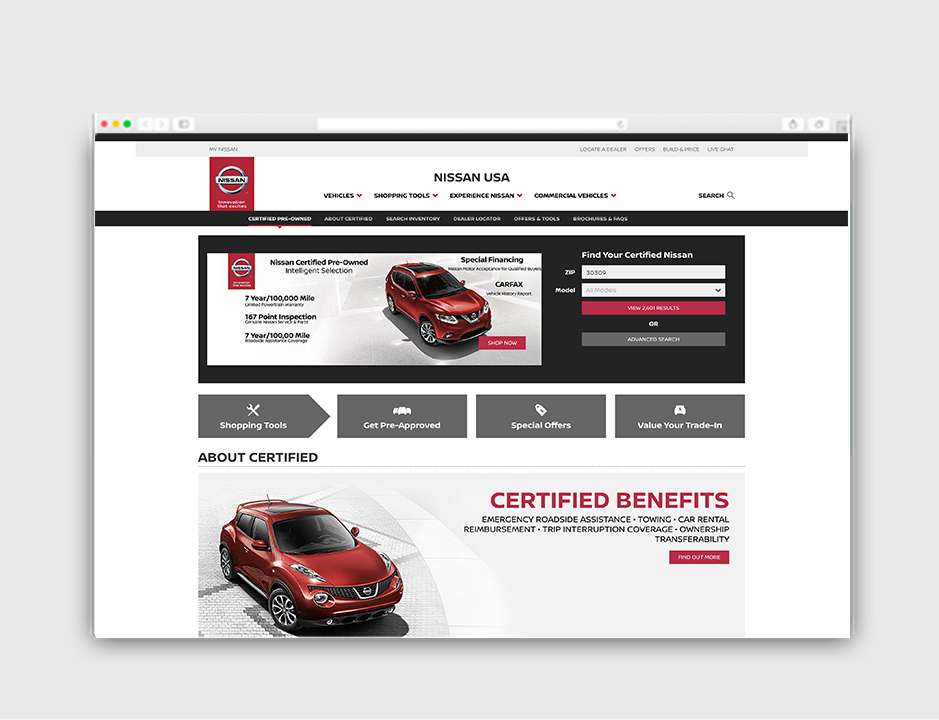 MY NISSAN
LOCATE A DEALER OFFERS BUILD & PRICE LIVE CHAT
NISSAN
Innovation
that excites
NISSAN USA
VEHICLES SHOPPING TOOLS EXPERIENCE NISSAN COMMERCIAL VEHICLES SEARCH
CERTIFIED PRE-OWNED ABOUT CERTIFIED SEARCH INVENTORY DEALER LOCATOR OFFERS & TOOLS BROCHURES & FAQS
NISSAN
Nissan Certified Pre-Owned
Intelligent Selection
7 Year/100,000 Mile
Limited Powertrain Warranty
167 Point Inspection
Genuine Nissan Service & Parts
7 Year/100,00 Mile
Roadside Assistance Coverage
Special Financing
Nissan Motor Acceptance for Qualified Buyers
CARFAX
Vehicle History Report
SHOP NOW
Find Your Certified Nissan
ZIP 30309
Model All Models
VIEW 2,401 RESULTS
OR
ADVANCED SEARCH
Shopping Tools
Get Pre-Approved
Special Offers
Value Your Trade-In
ABOUT CERTIFIED
CERTIFIED BENEFITS
EMERGENCY ROADSIDE ASSISTANCE • TOWING • CAR RENTAL
REIMBURSEMENT • TRIP INTERRUPTION COVERAGE • OWNERSHIP
TRANSFERABILITY
FIND OUT MORE